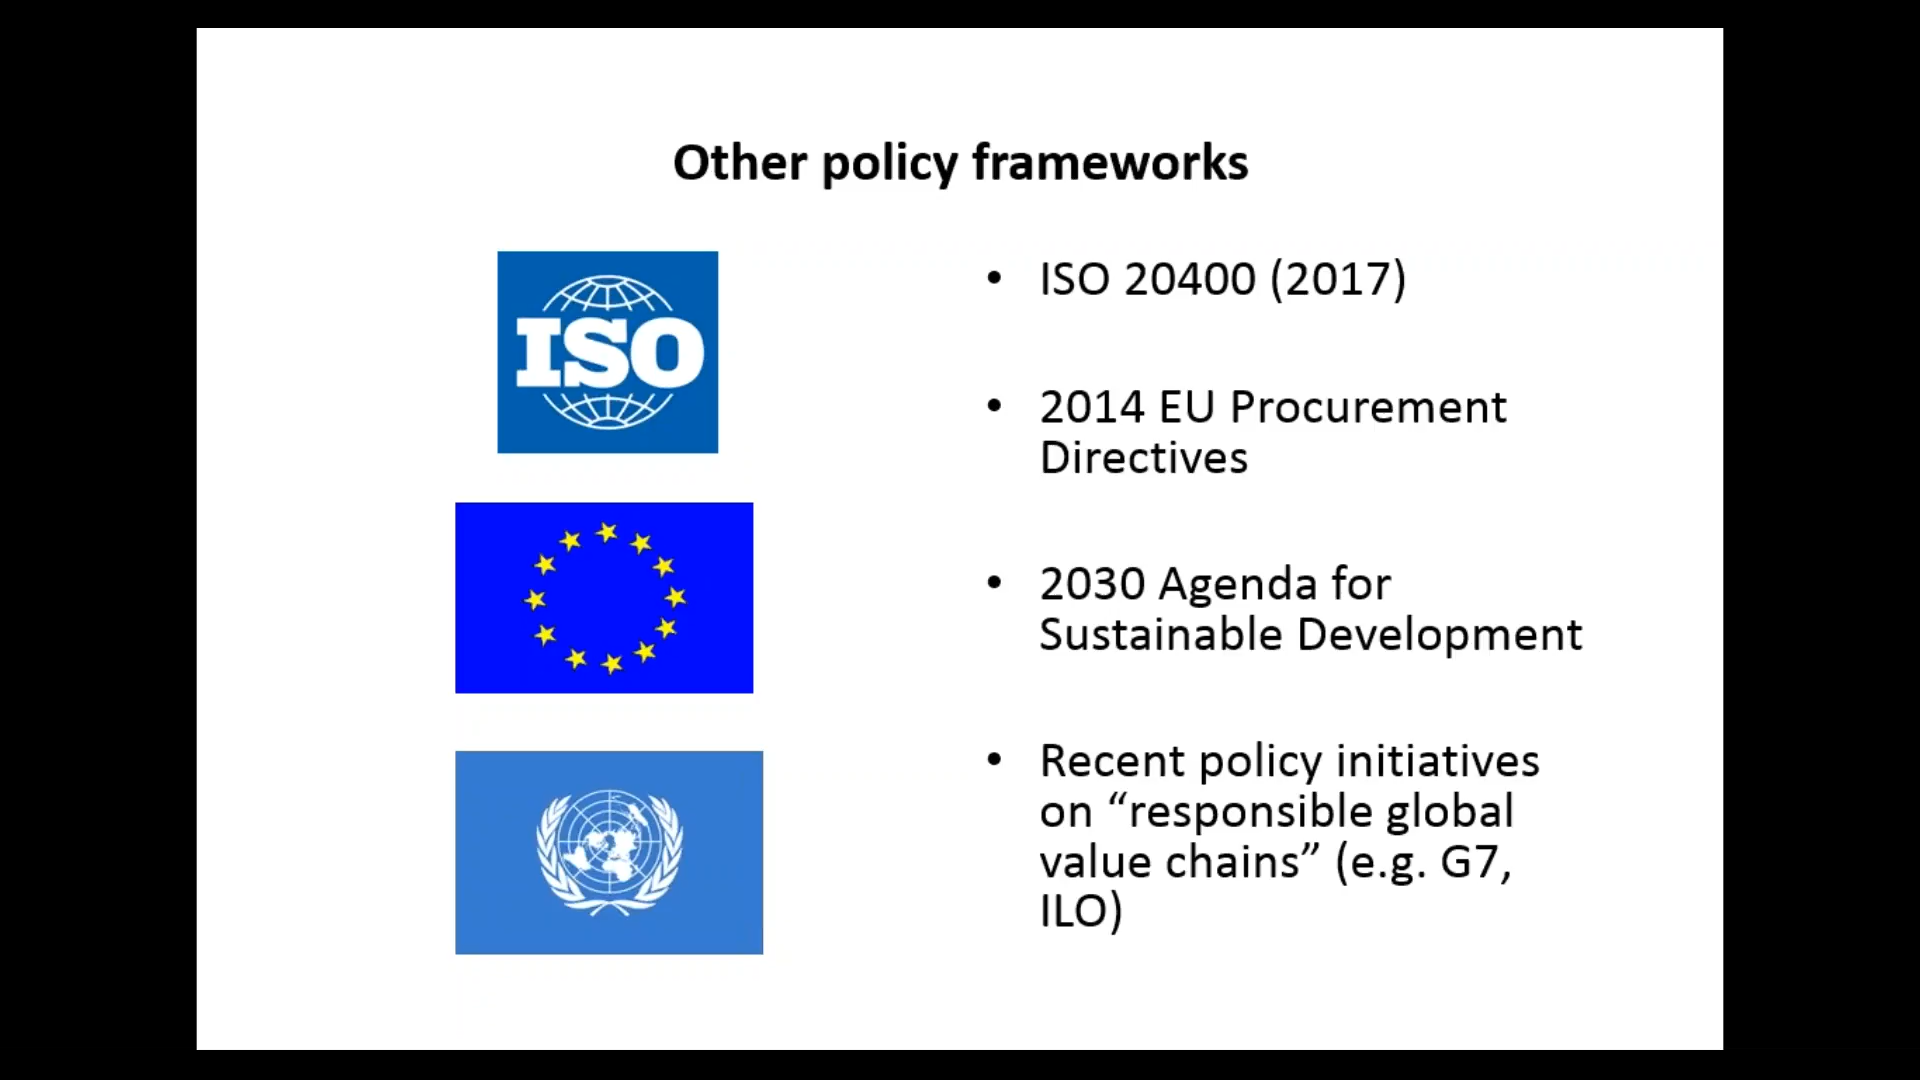 Other policy frameworks
ISO
• ISO 20400 (2017)
• 2014 EU Procurement
Directives
• 2030 Agenda for
Sustainable Development
• Recent policy initiatives
on “responsible global
value chains” (e.g. G7,
ILO)